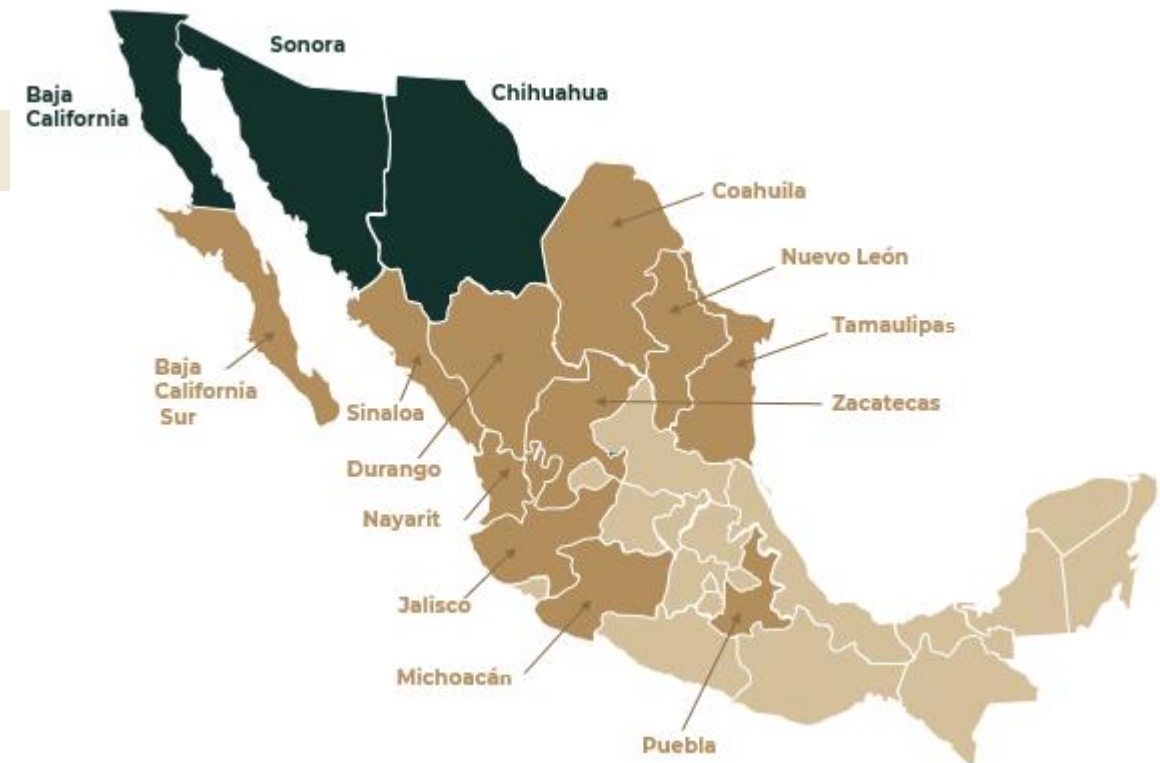 Sonora
Baja
California
Chihuahua
Coahuila
Nuevo León
Tamaulipas
Baja
California
Sur
Sinaloa
Zacatecas
Durango
Nayarit
Jalisco
Michoacán
Puebla